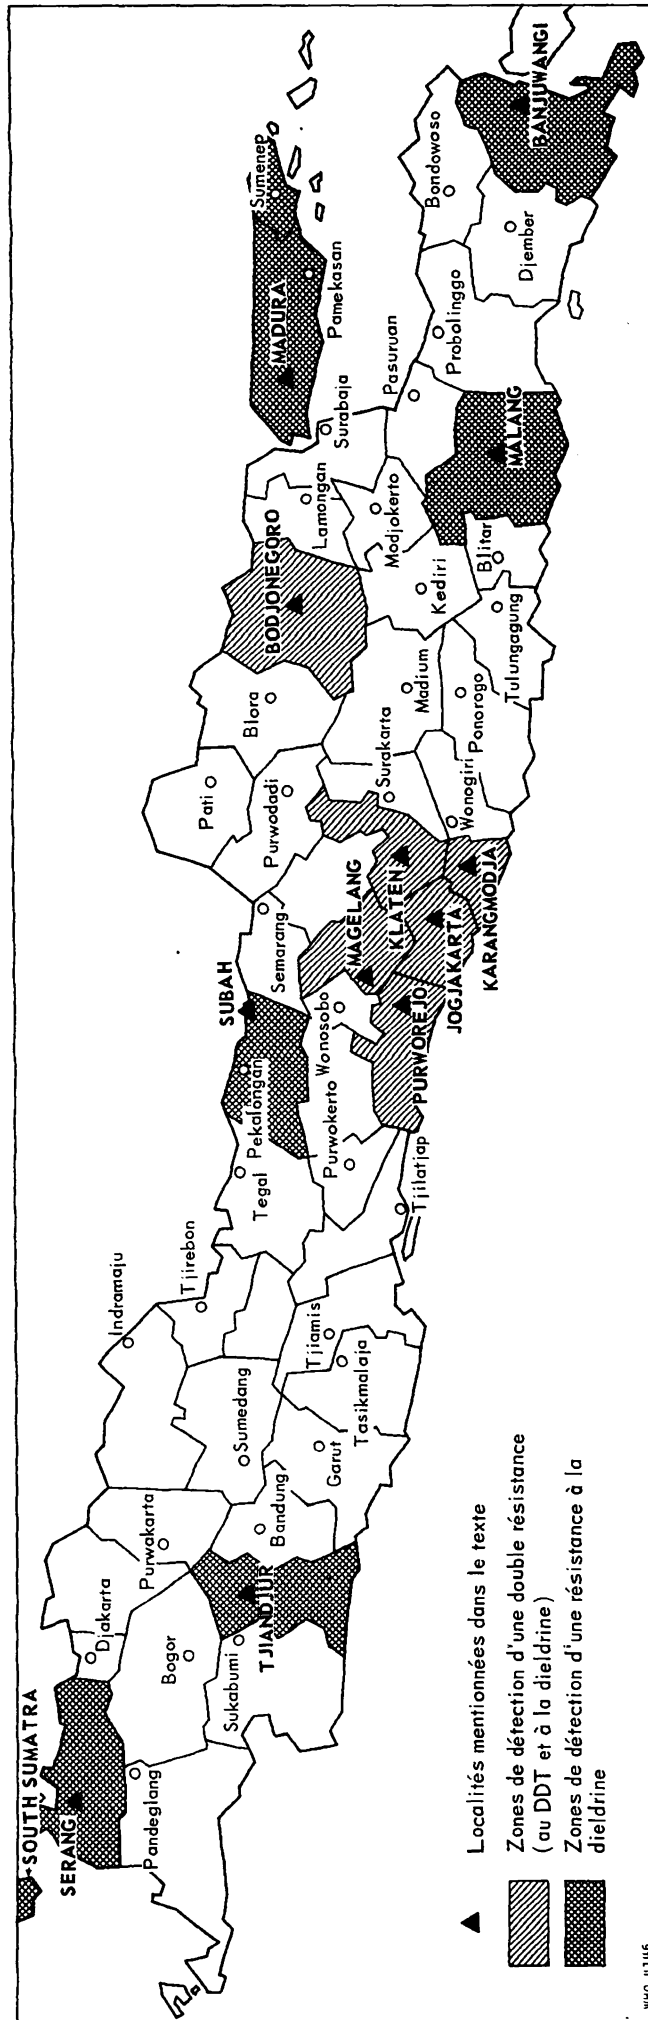 SOUTH SUMATRA
SERANG
Pandeglang
Djakarta
Bogor
Sukabumi
Purwakarta
TJIANDJUR
Bandung
Sumedang
Garut
Tasikmalaja
Tjiamis
Indramaju
Tjirebon
Tegal
Pekalongan
SUBAH
Purwokerto
Wonosobo
Tjilatjap
Semarang
PURWOREJO
MAGELANG
KLATEN
JOGJAKARTA
KARANGMODJA
Pati
Purwodadi
Blora
Surakarta
Wonogiri
Madium
Ponorogo
BODJONEGORO
Lamongan
Surabaja
Modjokerto
Kediri
Tulungagung
Blitar
MALANG
Pasuruan
Probolinggo
MADURA
Pamekasan
Sumenep
Bondowoso
Djember
BANJUWANGI
Localités mentionnées dans le texte
Zones de détection d'une double résistance
(au DDT et à la dieldrine)
Zones de détection d'une résistance à la
dieldrine